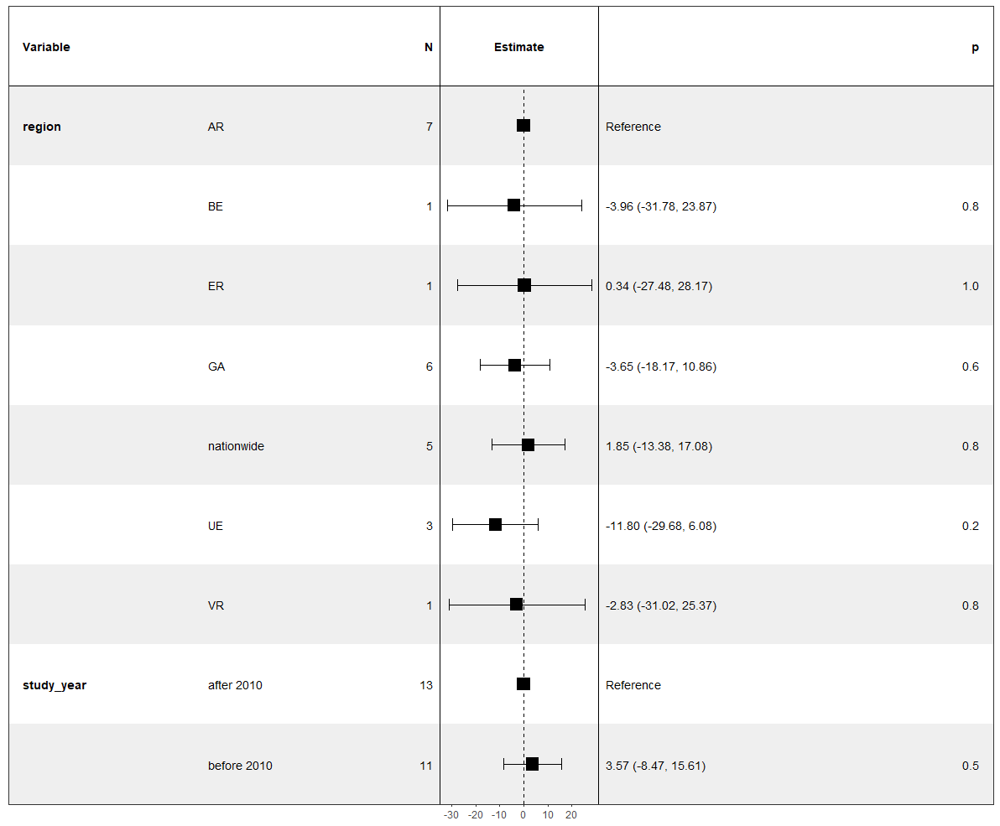 Variable N Estimate p
region AR 7 Reference
BE 1 -3.96 (-31.78, 23.87) 0.8
ER 1 0.34 (-27.48, 28.17) 1.0
GA 6 -3.65 (-18.17, 10.86) 0.6
nationwide 5 1.85 (-13.38, 17.08) 0.8
UE 3 -11.80 (-29.68, 6.08) 0.2
VR 1 -2.83 (-31.02, 25.37) 0.8
study_year after 2010 13 Reference
before 2010 11 3.57 (-8.47, 15.61) 0.5
-30 -20 -10 0 10 20